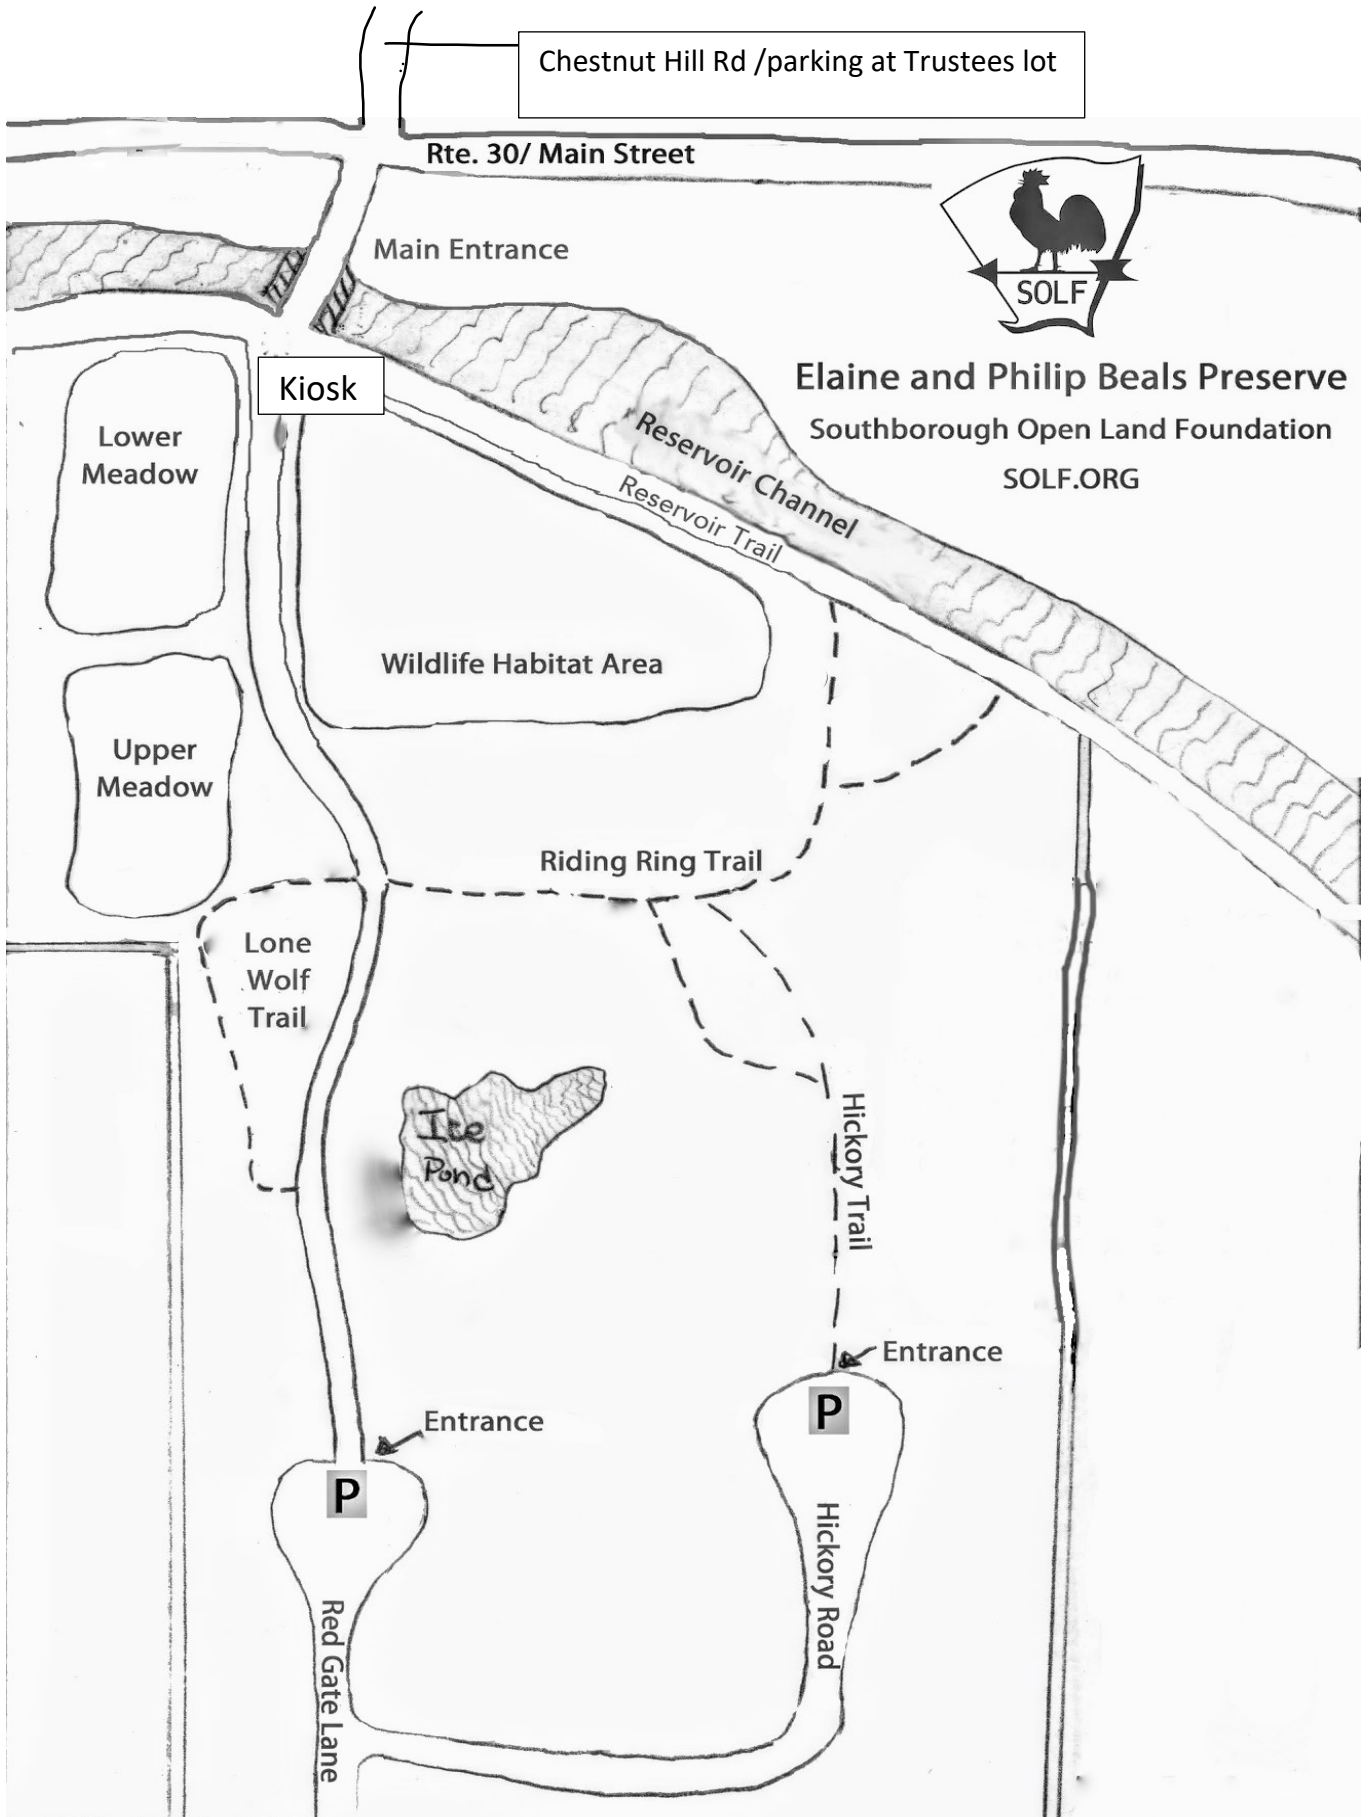 Chestnut Hill Rd /parking at Trustees lot
Rte. 30/ Main Street
Main Entrance
SOLF
Elaine and Philip Beals Preserve
Southborough Open Land Foundation
SOLF.ORG
Kiosk
Lower
Meadow
Reservoir Channel
Reservoir Trail
Wildlife Habitat Area
Upper
Meadow
Riding Ring Trail
Lone
Wolf
Trail
Ice
Pond
Hickory Trail
Entrance
P
Entrance
P
Hickory Road
Red Gate Lane